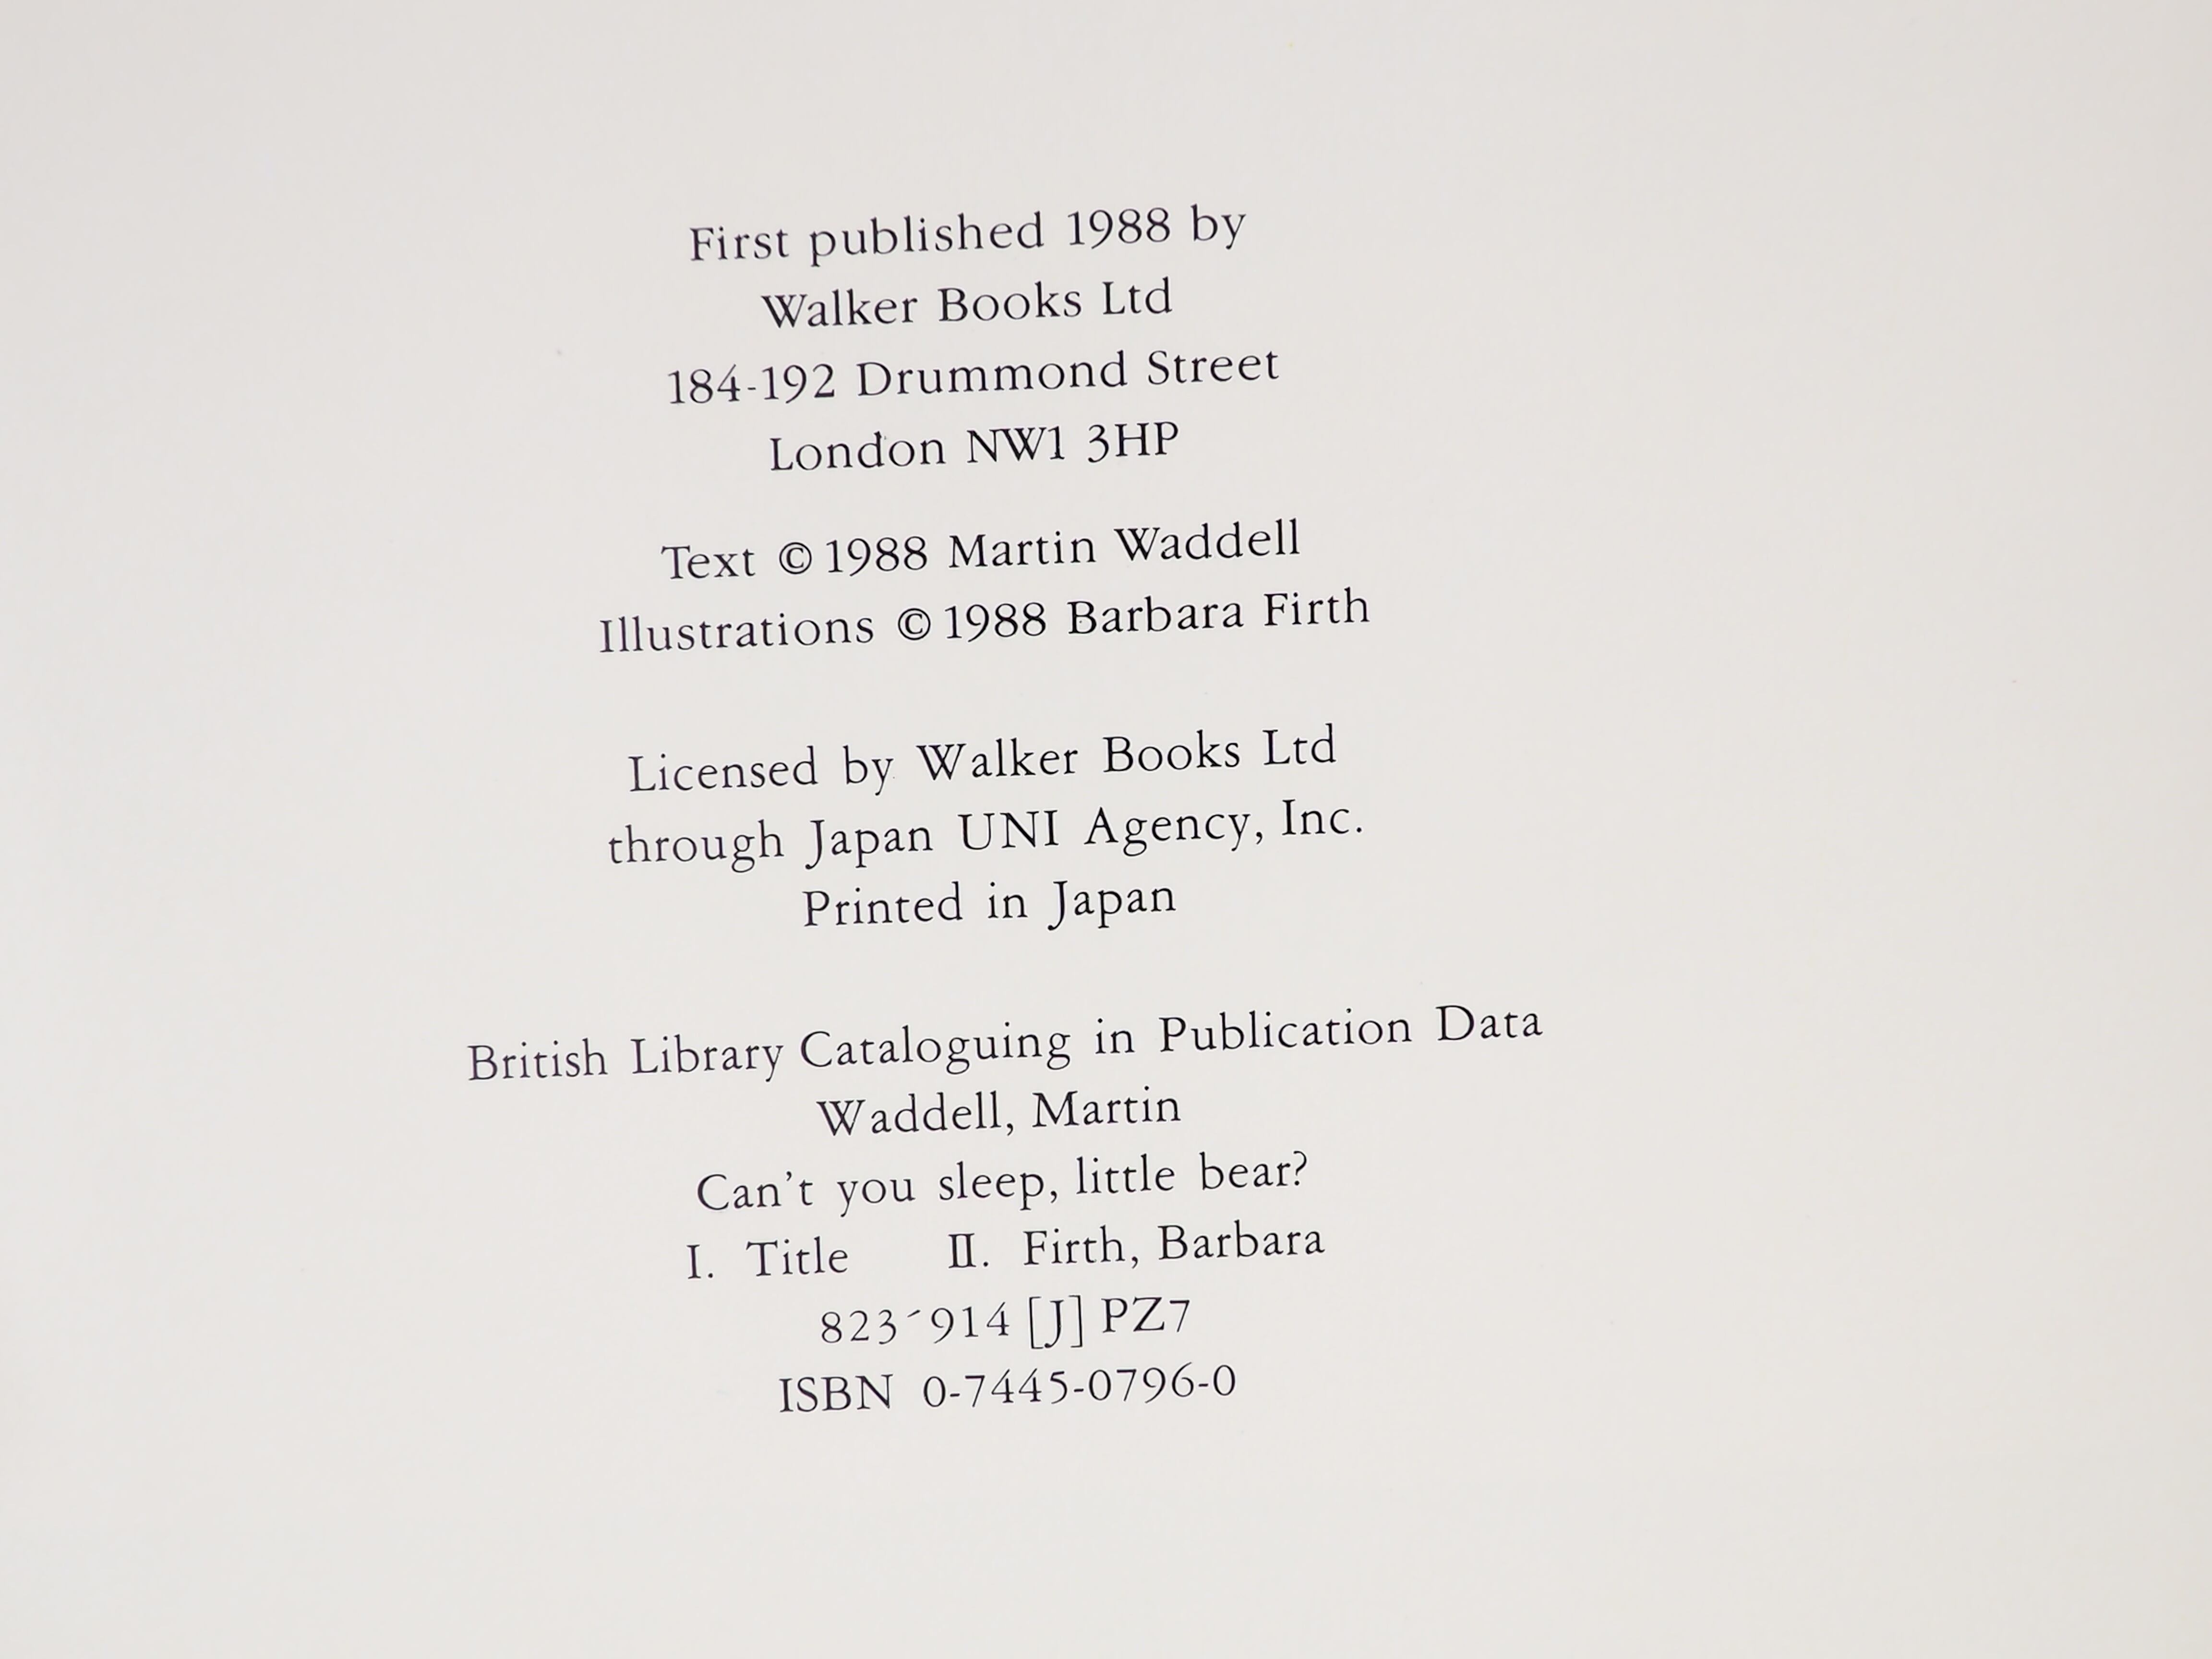 First published 1988 by
Walker Books Ltd
184-192 Drummond Street
London NW1 3HP
Text © 1988 Martin Waddell
Illustrations © 1988 Barbara Firth
Licensed by Walker Books Ltd
through Japan UNI Agency, Inc.
Printed in Japan
British Library Cataloguing in Publication Data
Waddell, Martin
Can't you sleep, little bear?
I. Title II. Firth, Barbara
823´914 [J] PZ7
ISBN 0-7445-0796-0